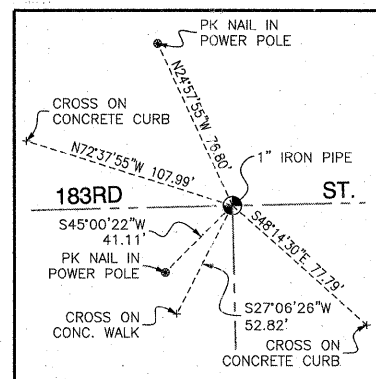 PK NAIL IN
POWER POLE
N24°57'55"W 76.80'
CROSS ON
CONCRETE CURB
N72°37'55"W 107.99'
1" IRON PIPE
183RD ST.
S45°00'22"W
41.11'
S48°14'30"E 77.79'
PK NAIL IN
POWER POLE
S27°06'26"W
52.82'
CROSS ON
CONC. WALK
CROSS ON
CONCRETE CURB